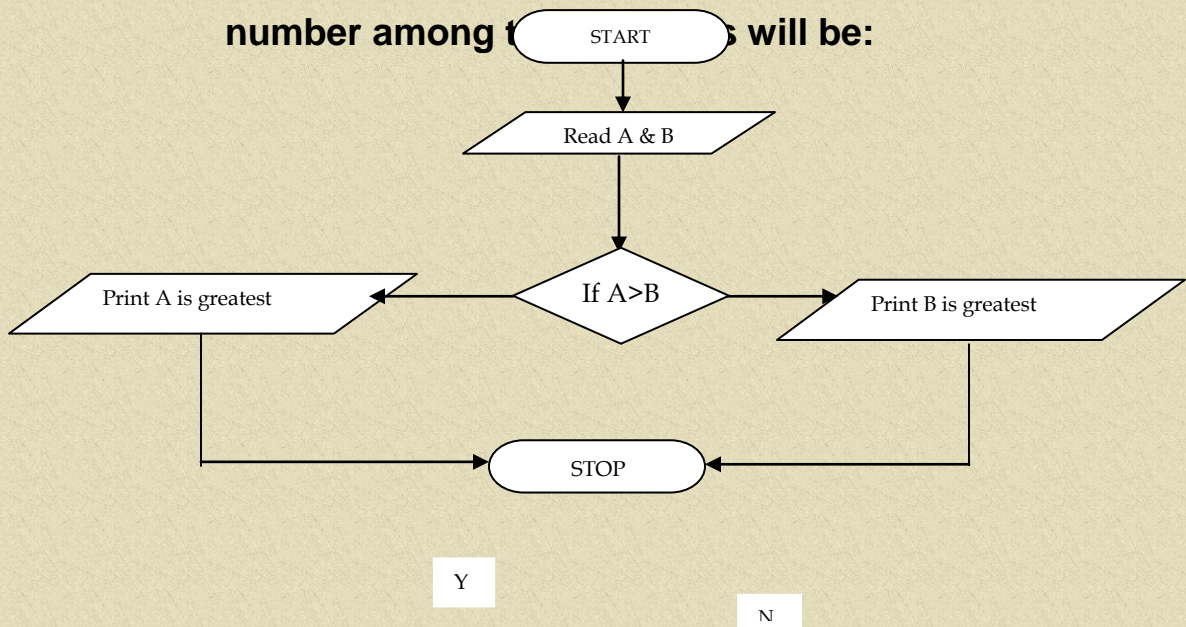 number among t s will be:
START
Read A & B
If A>B
Print A is greatest
Print B is greatest
STOP
Y
N